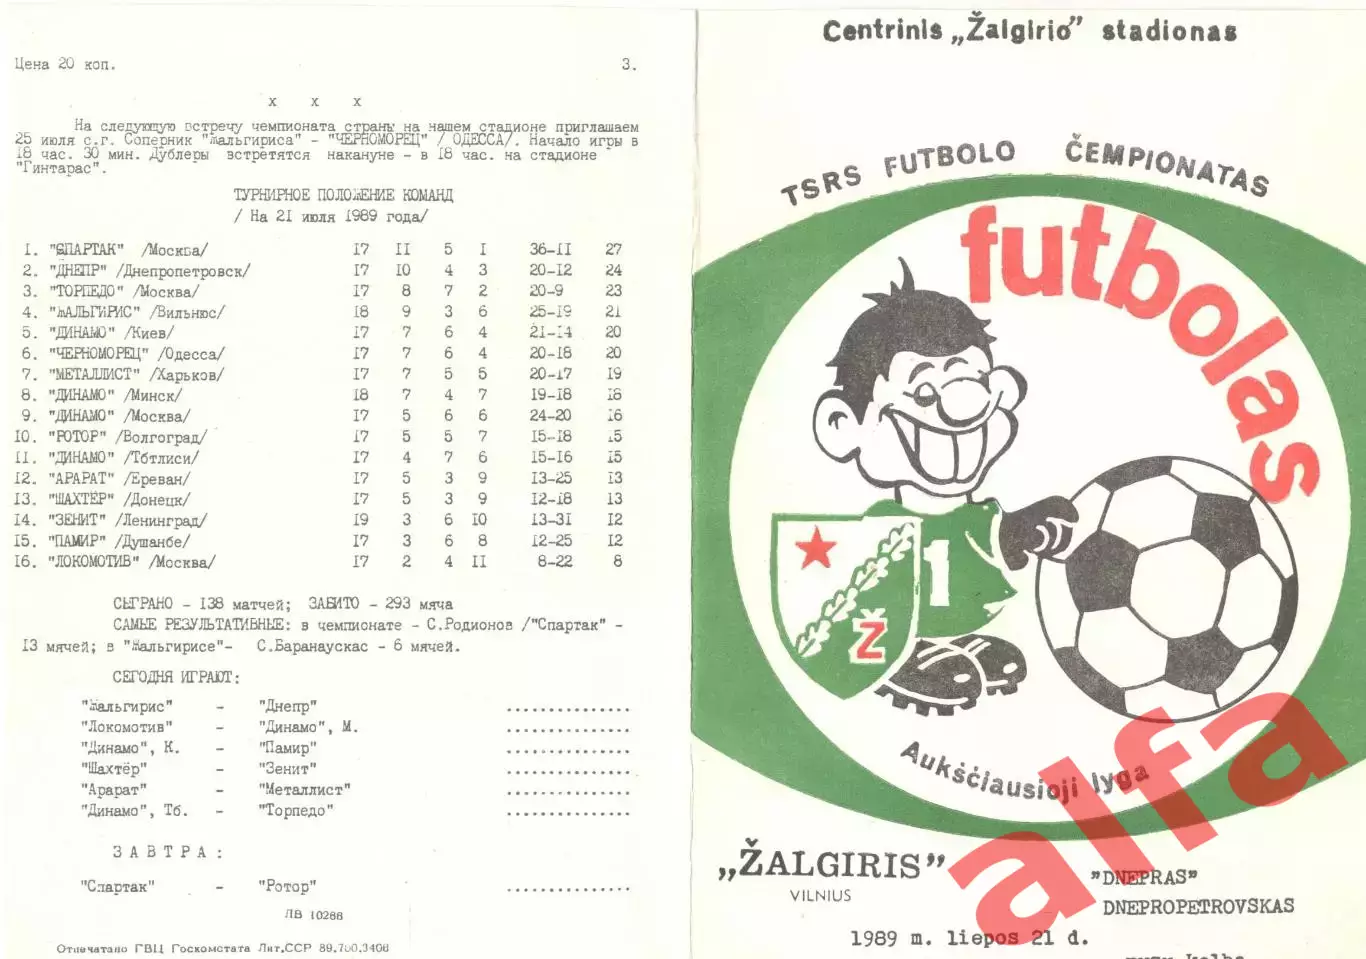 Цена 20 коп. 3.
х х х
На следующую встречу чемпионата страны на нашем стадионе приглашаем
25 июля с.г. Соперник "Жальгириса" - "ЧЕРНОМОРЕЦ" / ОДЕССА/. Начало игры в
18 час. 30 мин. Дублеры встретятся накануне - в 18 час. на стадионе
"Гинтарас".
ТУРНИРНОЕ ПОЛОЖЕНИЕ КОМАНД
/ На 21 июля 1989 года/
1. "СПАРТАК" /Москва/ 17 11 5 1 36-11 27
2. "ДНЕПР" /Днепропетровск/ 17 10 4 3 20-12 24
3. "ТОРПЕДО" /Москва/ 17 8 7 2 20-9 23
4. "ЖАЛЬГИРИС" /Вильнюс/ 18 9 3 6 25-19 21
5. "ДИНАМО" /Киев/ 17 7 6 4 21-14 20
6. "ЧЕРНОМОРЕЦ" /Одесса/ 17 7 6 4 20-18 20
7. "МЕТАЛЛИСТ" /Харьков/ 17 7 5 5 20-17 19
8. "ДИНАМО" /Минск/ 18 7 4 7 19-18 18
9. "ДИНАМО" /Москва/ 17 5 6 6 24-20 16
10. "РОТОР" /Волгоград/ 17 5 5 7 15-18 15
11. "ДИНАМО" /Тбтлиси/ 17 4 7 6 15-16 15
12. "АРАРАТ" /Ереван/ 17 5 3 9 13-25 13
13. "ШАХТЁР" /Донецк/ 17 5 3 9 12-18 13
14. "ЗЕНИТ" /Ленинград/ 19 3 6 10 13-31 12
15. "ПАМИР" /Душанбе/ 17 3 6 8 12-25 12
16. "ЛОКОМОТИВ" /Москва/ 17 2 4 11 8-22 8
СЫГРАНО - 138 матчей; ЗАБИТО - 293 мяча
САМЫЕ РЕЗУЛЬТАТИВНЫЕ: в чемпионате - С.Родионов /"Спартак" -
13 мячей; в "Жальгирисе"- С.Баранаускас - 6 мячей.
СЕГОДНЯ ИГРАЮТ:
"Жальгирис" - "Днепр" ................
"Локомотив" - "Динамо", М. ................
"Динамо", К. - "Памир" ................
"Шахтёр" - "Зенит" ................
"Арарат" - "Металлист" ................
"Динамо", Тб. - "Торпедо" ................
ЗАВТРА:
"Спартак" - "Ротор" ................
ЛВ 10288
Отпечатано ГВЦ Госкомстата Лит.ССР 89.700.3408
Centrinis „Žalgirio" stadionas
TSRS FUTBOLO ČEMPIONATAS
futbolas
1
Ž
Aukščiausioji lyga
„ŽALGIRIS"
VILNIUS
"DNEPRAS"
DNEPROPETROVSKAS
1989 m. liepos 21 d.
alfa